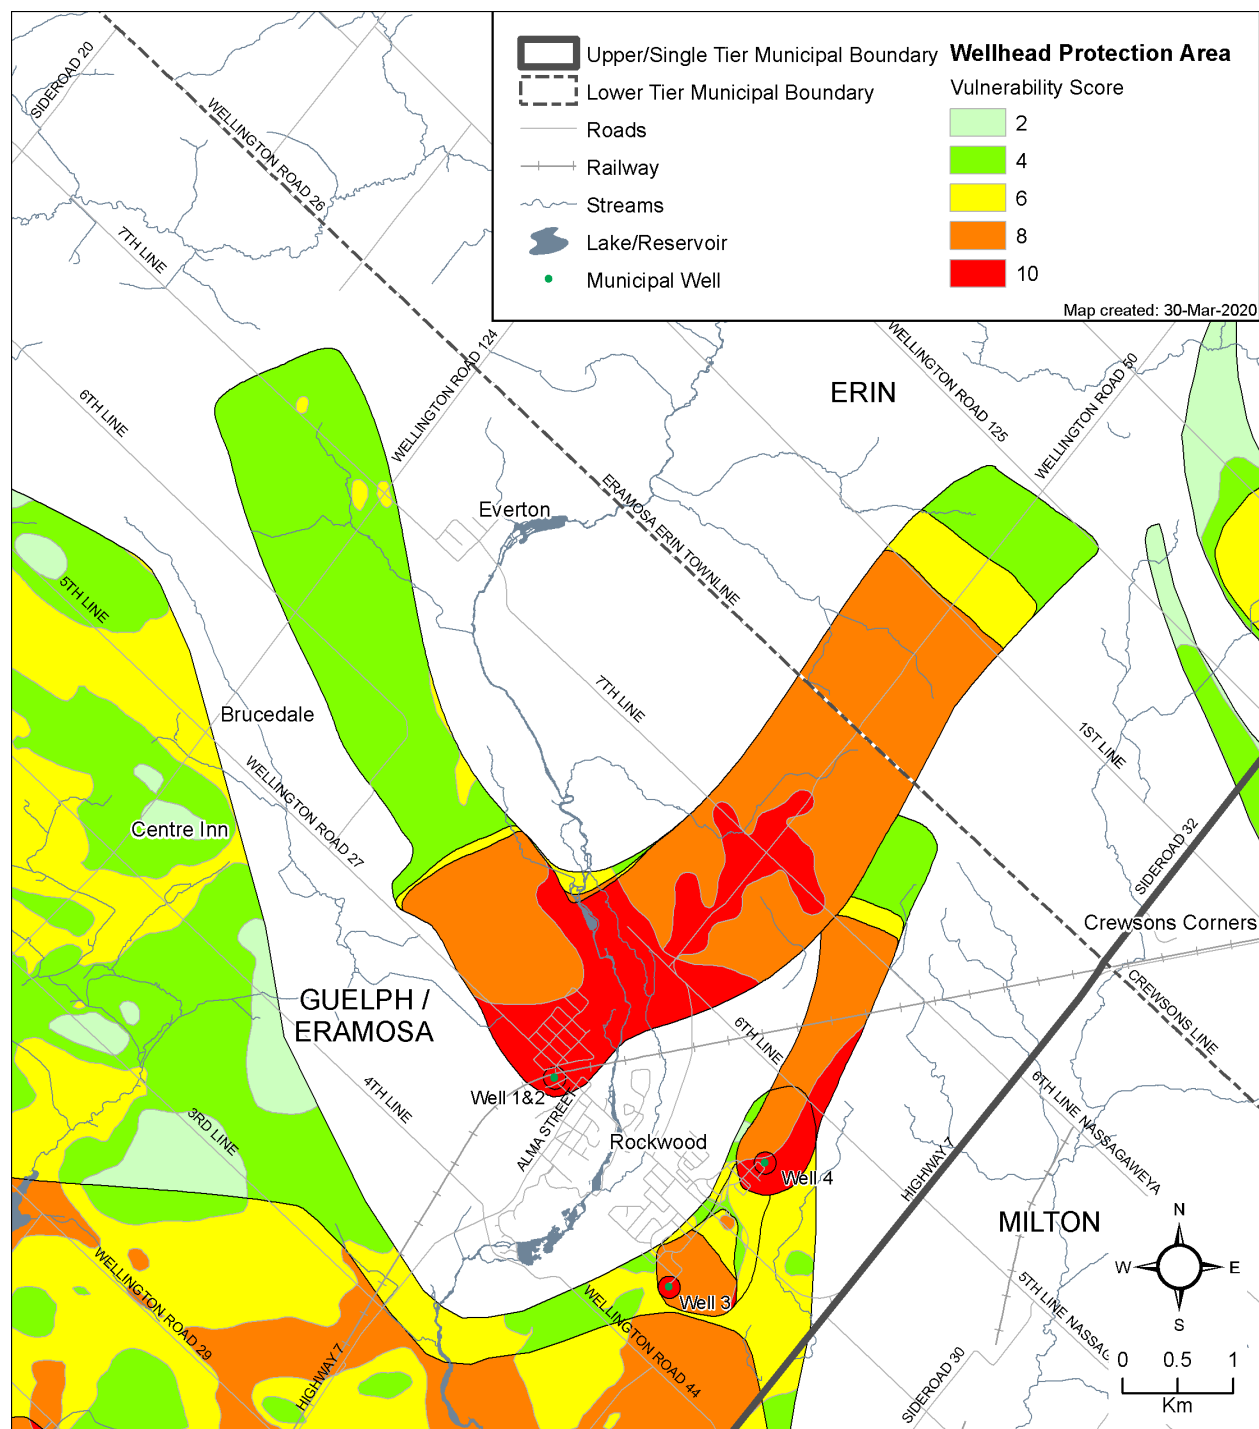 Upper/Single Tier Municipal Boundary
Lower Tier Municipal Boundary
Roads
Railway
Streams
Lake/Reservoir
Municipal Well
Wellhead Protection Area
Vulnerability Score
2
4
6
8
10
Map created: 30-Mar-2020
SIDEROAD 20
WELLINGTON ROAD 26
7TH LINE
WELLINGTON ROAD 124
6TH LINE
WELLINGTON ROAD 125
WELLINGTON ROAD 50
ERIN
Everton
ERAMOSA ERIN TOWNLINE
5TH LINE
7TH LINE
Brucedale
1ST LINE
WELLINGTON ROAD 27
Centre Inn
SIDEROAD 32
Crewsons Corners
GUELPH /
ERAMOSA
CREWSONS LINE
6TH LINE
4TH LINE
Well 1&2
ALMA STREET
Rockwood
3RD LINE
Well 4
6TH LINE NASSAGAWEYA
HIGHWAY 7
MILTON
WELLINGTON ROAD 29
Well 3
WELLINGTON ROAD 44
5TH LINE NASSAG
HIGHWAY 7
SIDEROAD 30
N
W
E
S
0 0.5 1
Km